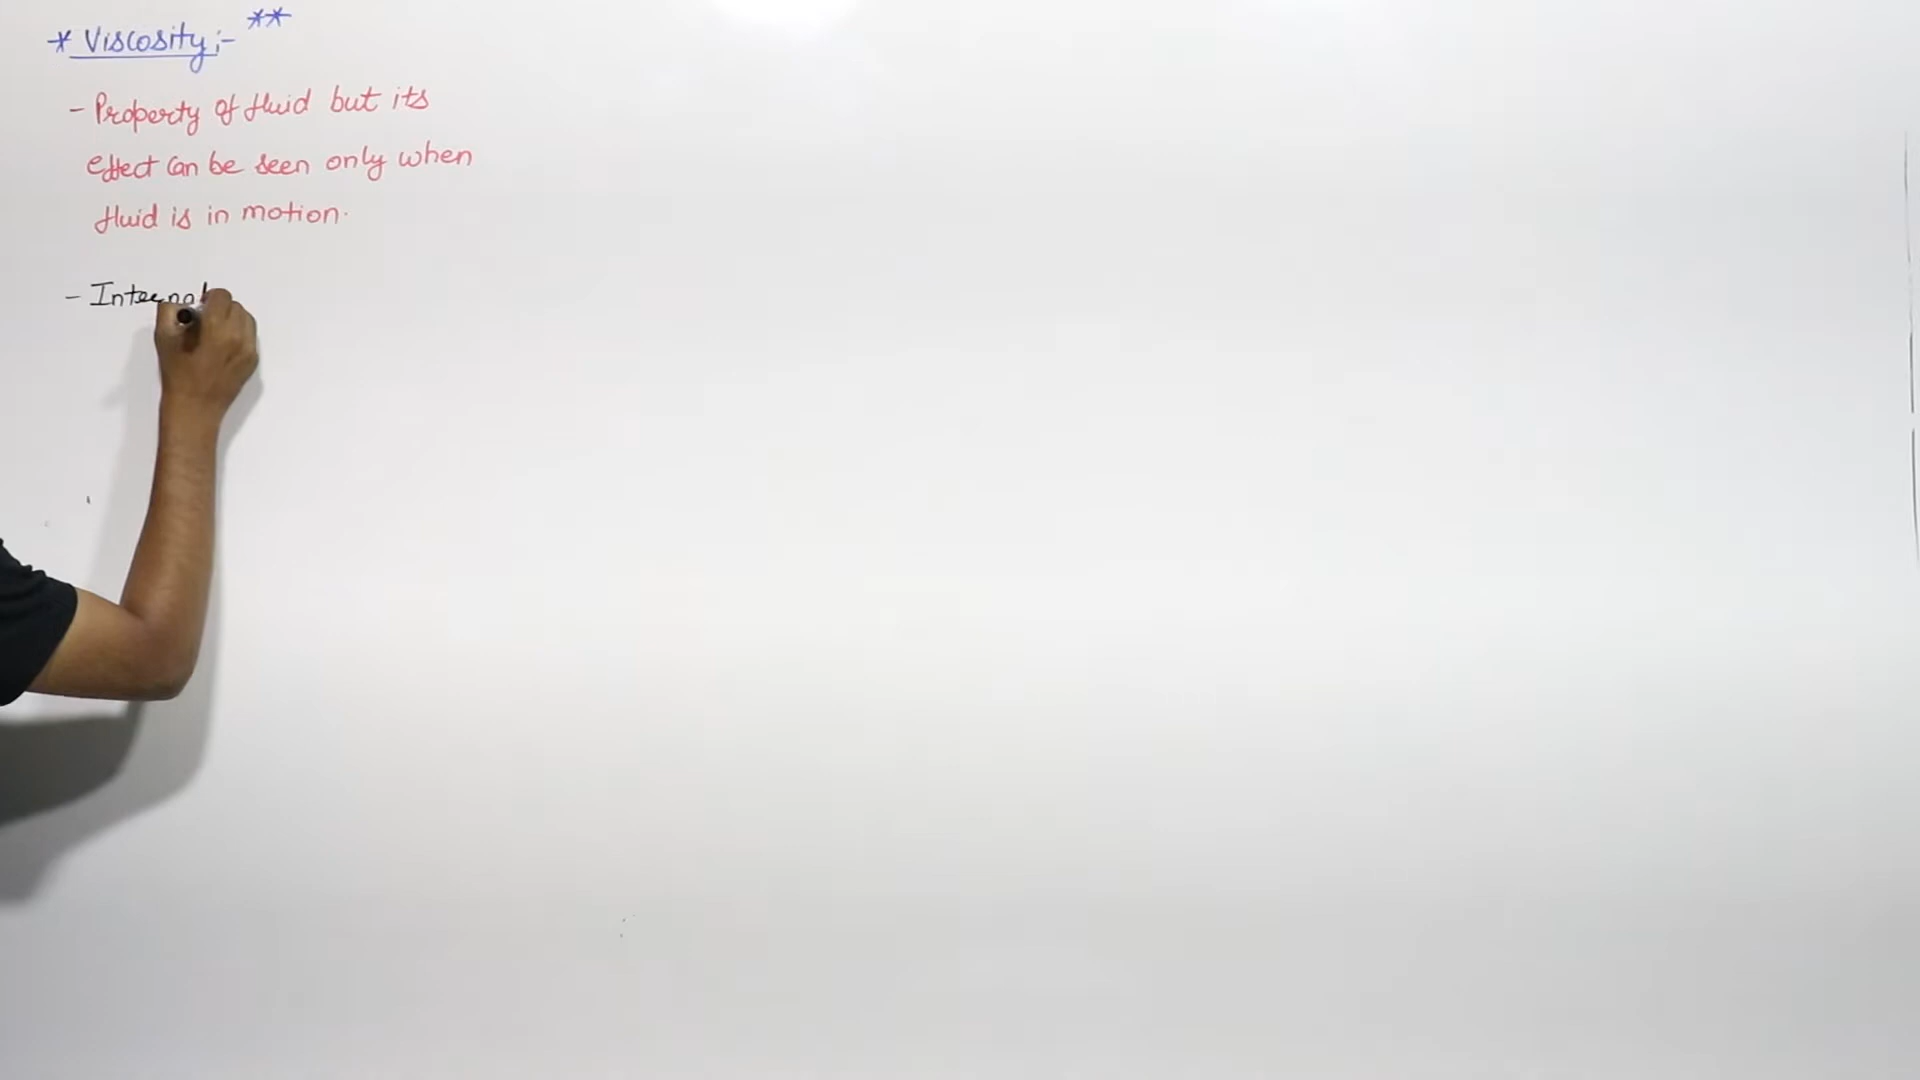 * Viscosity :- **
- Property of fluid but its
effect can be seen only when
fluid is in motion.
- Internal